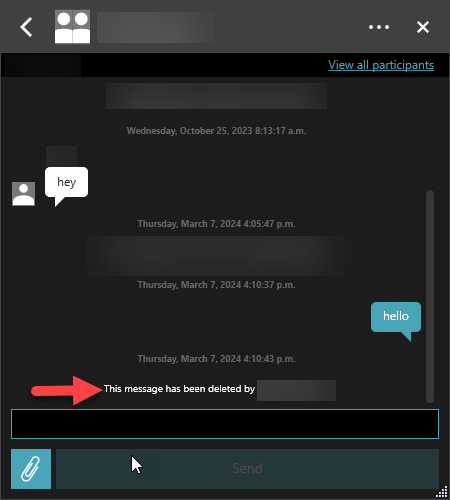 View all participants
Wednesday, October 25, 2023 8:13:17 a.m.
hey
Thursday, March 7, 2024 4:05:47 p.m.
Thursday, March 7, 2024 4:10:37 p.m.
hello
Thursday, March 7, 2024 4:10:43 p.m.
This message has been deleted by
Send